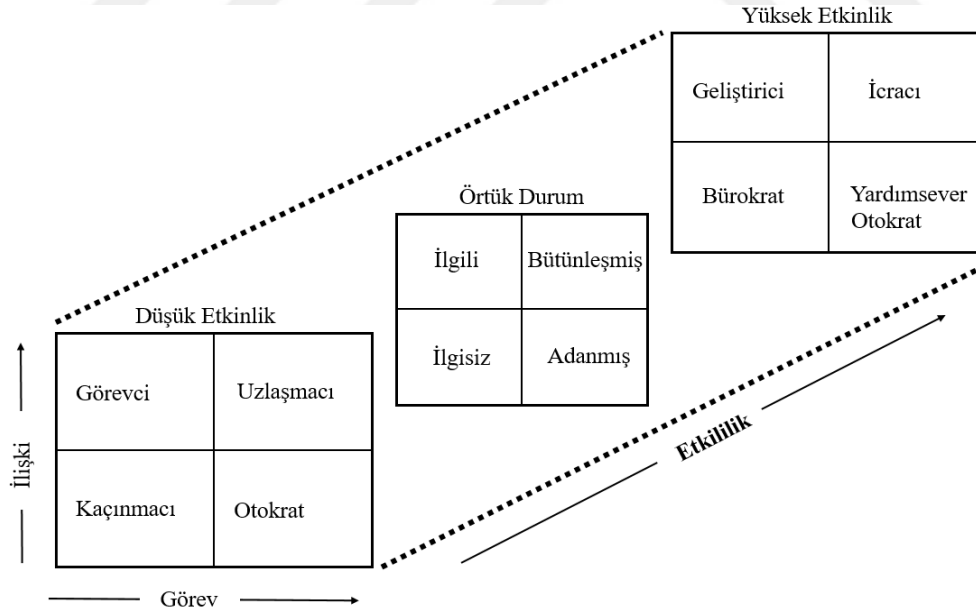 Yüksek Etkinlik
Geliştirici
İcracı
Bürokrat
Yardımsever
Otokrat
Örtük Durum
İlgili
Bütünleşmiş
İlgisiz
Adanmış
Düşük Etkinlik
Görevci
Uzlaşmacı
Kaçınmacı
Otokrat
İlişki
Görev
Etkililik